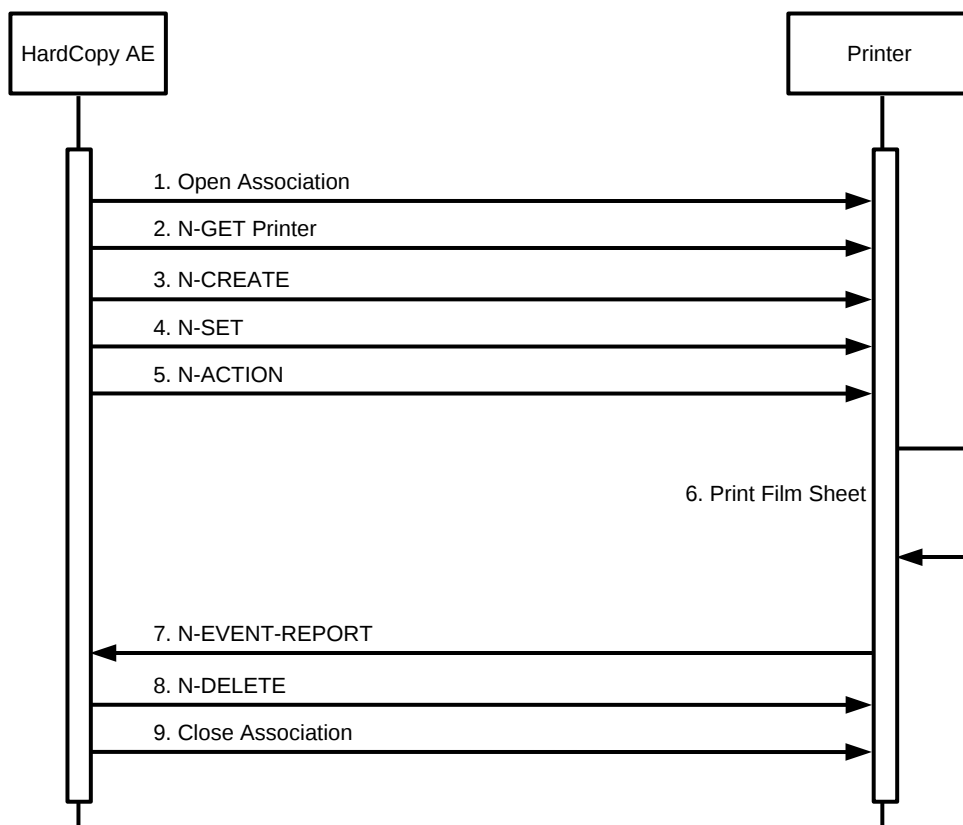 HardCopy AE
Printer
1. Open Association
2. N-GET Printer
3. N-CREATE
4. N-SET
5. N-ACTION
6. Print Film Sheet
7. N-EVENT-REPORT
8. N-DELETE
9. Close Association